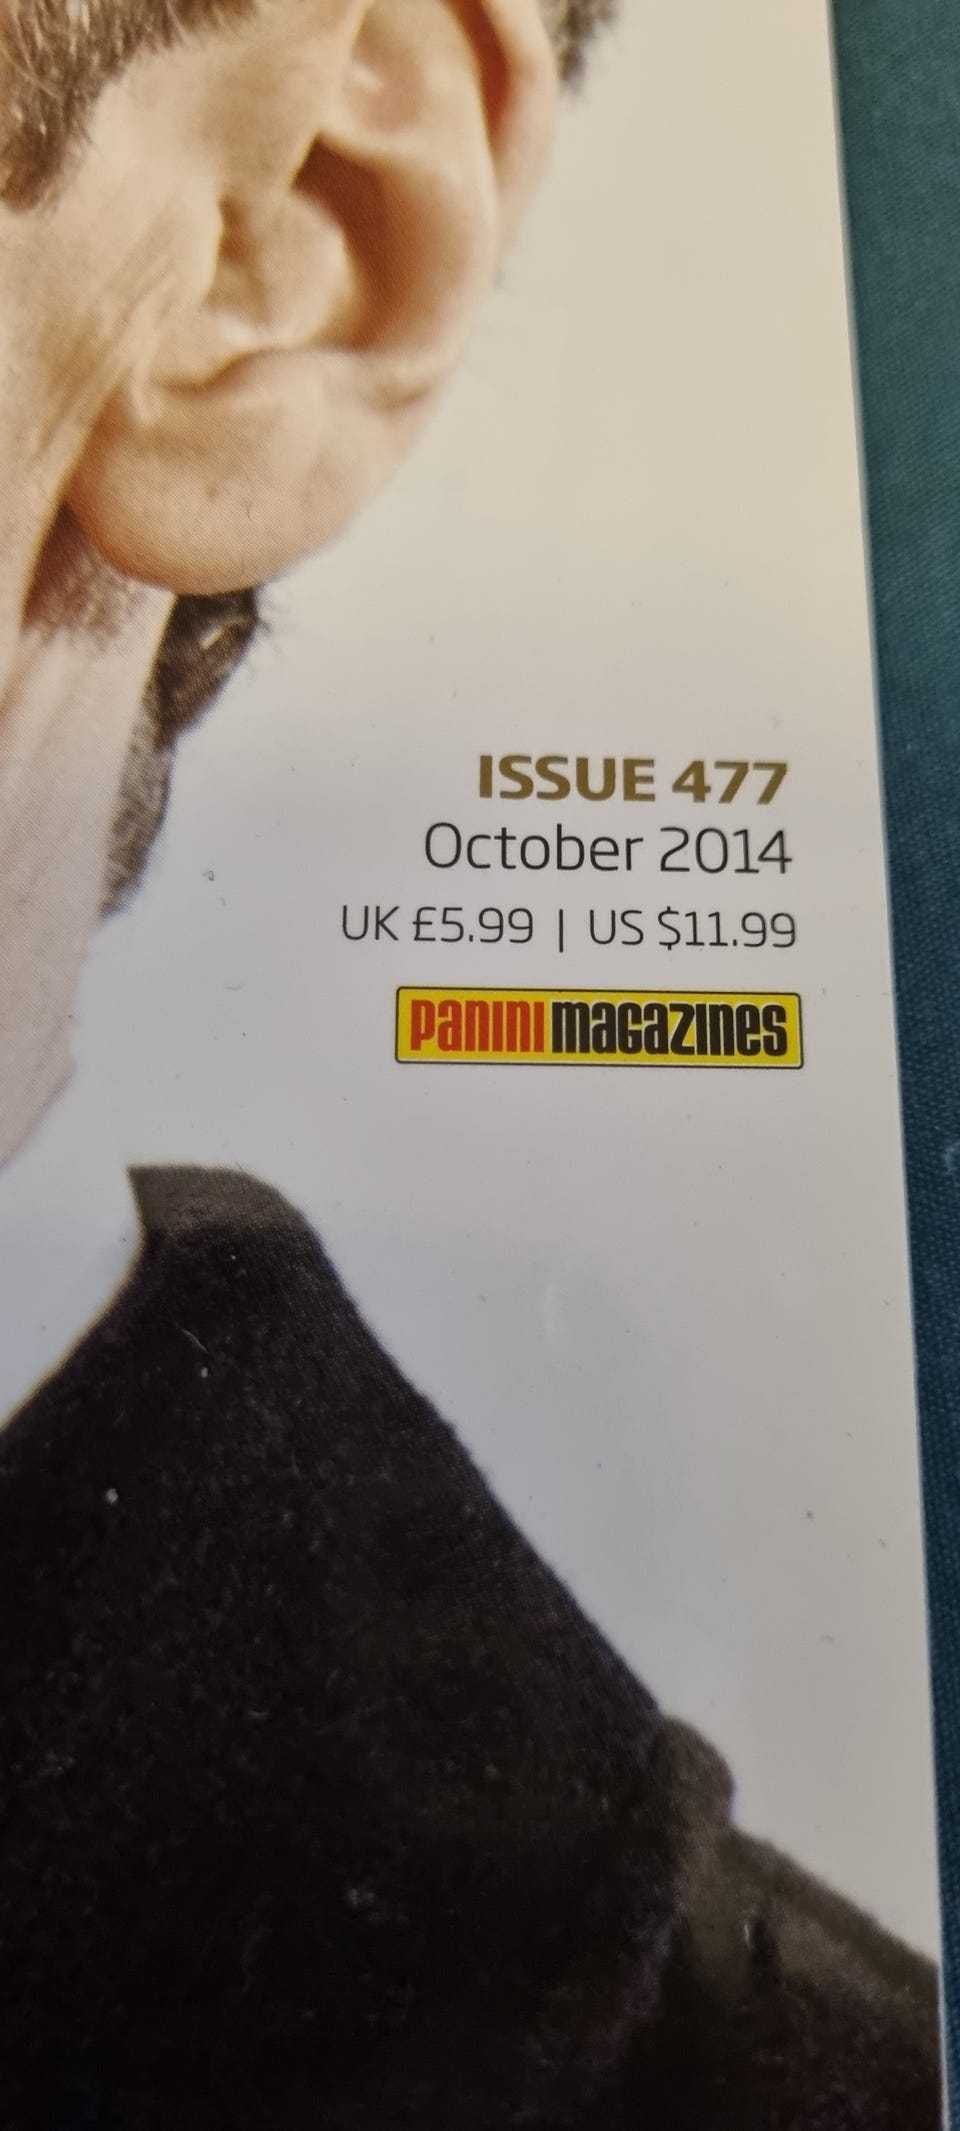 ISSUE 477
October 2014
UK £5.99 | US $11.99
PANINI magazines